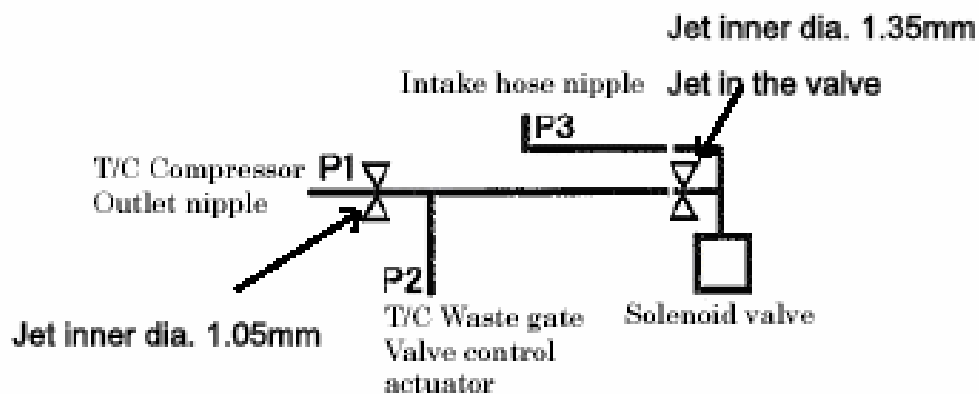 Jet inner dia. 1.35mm
Intake hose nipple
Jet in the valve
P3
T/C Compressor
Outlet nipple
P1
P2
T/C Waste gate
Valve control
actuator
Solenoid valve
Jet inner dia. 1.05mm